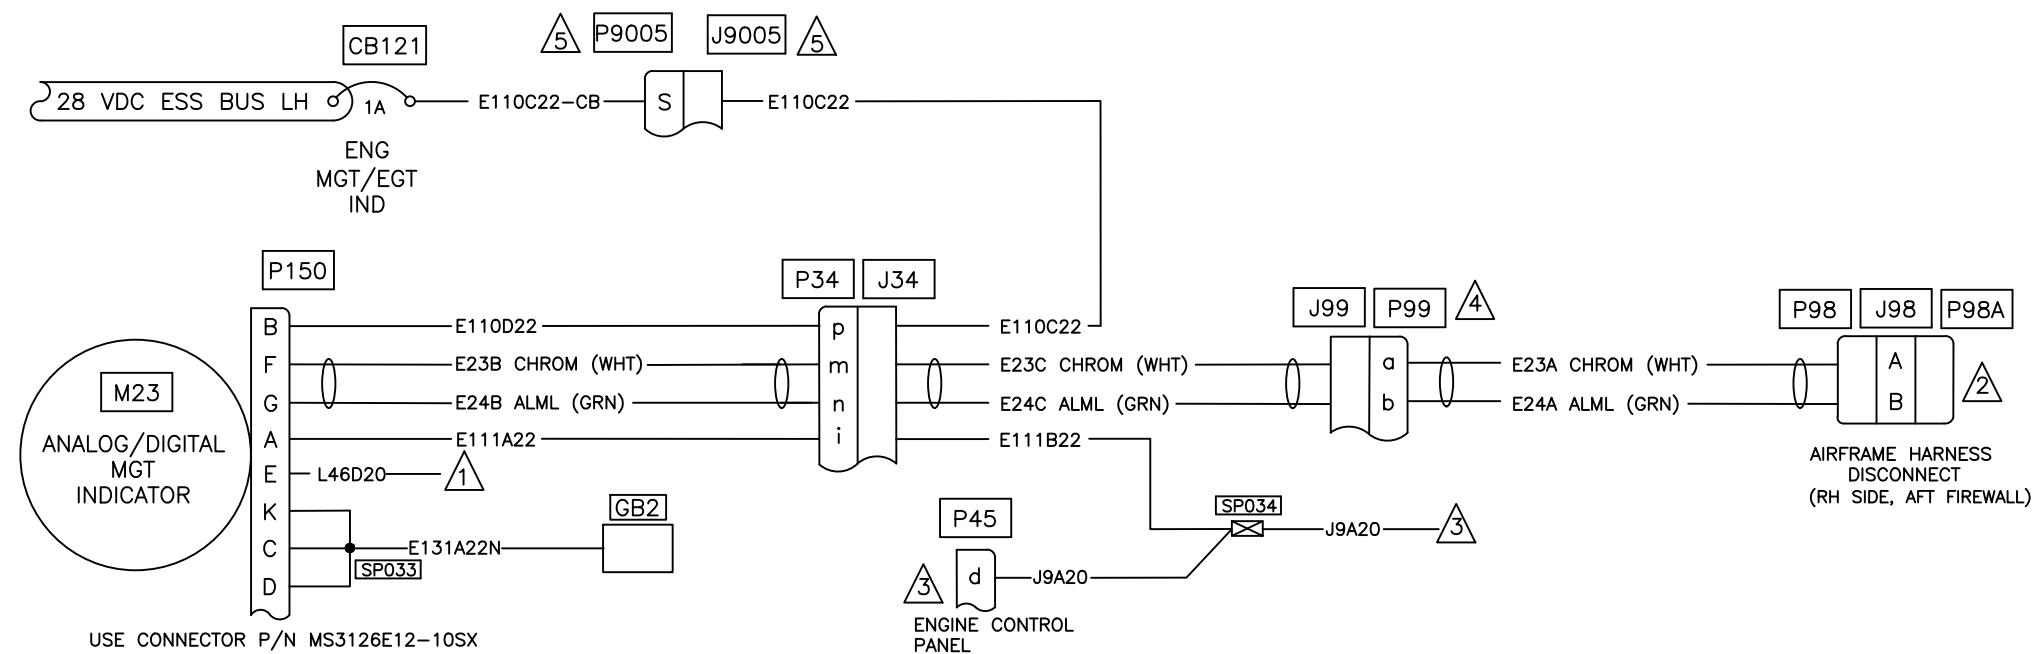 CB121
5
P9005
J9005
5
28 VDC ESS BUS LH
1A
E110C22-CB
S
E110C22
ENG
MGT/EGT
IND
P150
P34
J34
J99
P99
4
P98
J98
P98A
B
E110D22
p
E110C22
F
E23B CHROM (WHT)
m
E23C CHROM (WHT)
a
E23A CHROM (WHT)
A
M23
G
E24B ALML (GRN)
n
E24C ALML (GRN)
b
E24A ALML (GRN)
B
2
ANALOG/DIGITAL
MGT
INDICATOR
A
E111A22
i
E111B22
AIRFRAME HARNESS
DISCONNECT
(RH SIDE, AFT FIREWALL)
E
L46D20
1
K
GB2
P45
SP034
J9A20
3
C
E131A22N
SP033
D
3
d
J9A20
ENGINE CONTROL
PANEL
USE CONNECTOR P/N MS3126E12-10SX